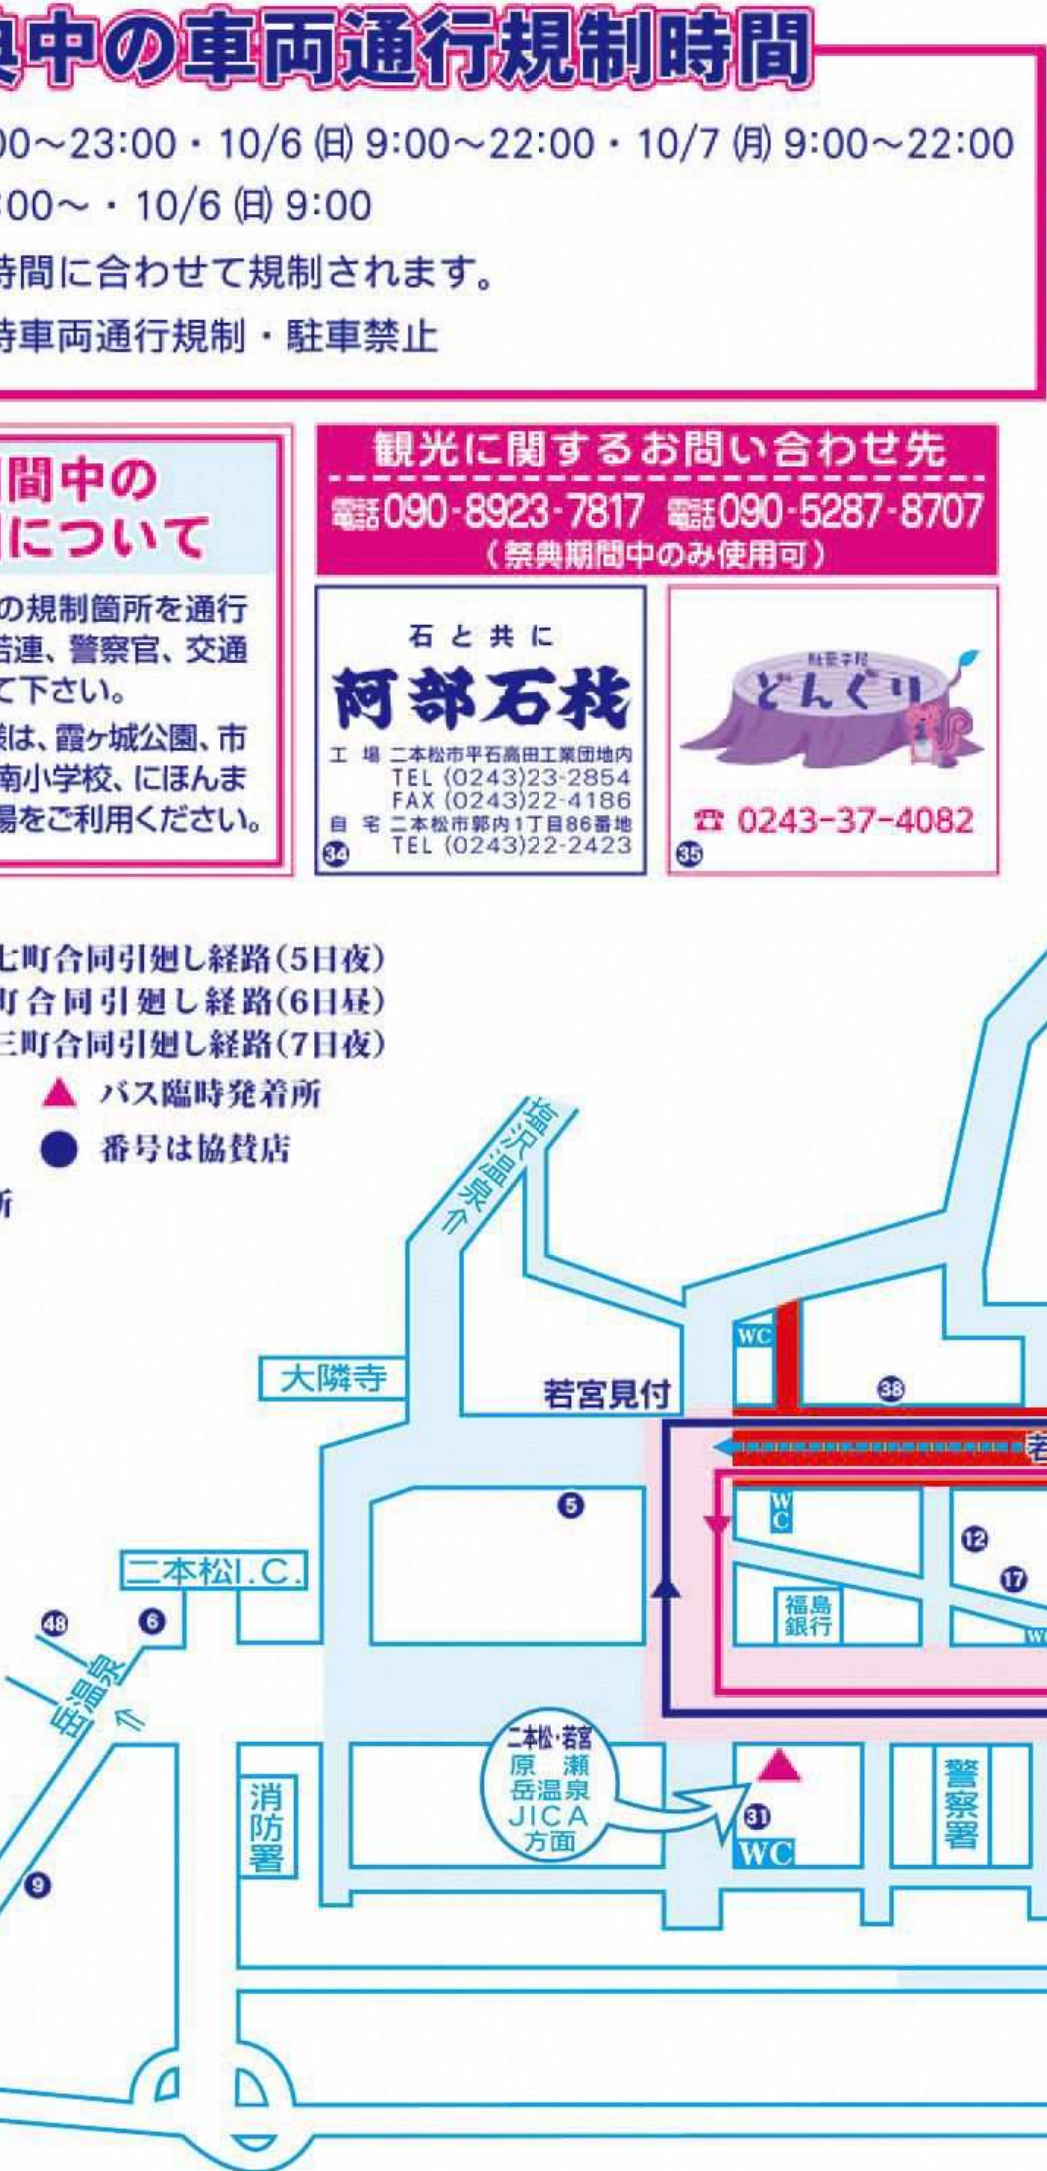 典中の車両通行規制時間
00～23:00・10/6㈰9:00～22:00・10/7㈪9:00～22:00
:00～・10/6㈰9:00
時間に合わせて規制されます。
時車両通行規制・駐車禁止
間中の
について
の規制箇所を通行
若連、警察官、交通
て下さい。
様は、霞ヶ城公園、市
南小学校、にほんま
場をご利用ください。
観光に関するお問い合わせ先
電話090-8923-7817 電話090-5287-8707
（祭典期間中のみ使用可）
石と共に
阿部石材
工場 二本松市平石高田工業団地内
TEL (0243)23-2854
FAX (0243)22-4186
自宅 二本松市郭内1丁目86番地
TEL (0243)22-2423
34
駄菓子屋
どんぐり
☎ 0243-37-4082
35
七町合同引廻し経路(5日夜)
町合同引廻し経路(6日昼)
三町合同引廻し経路(7日夜)
▲ バス臨時発着所
● 番号は協賛店
所
塩沢温泉⇧
WC
大隣寺
若宮見付
38
若
5
WC
12
17
二本松I.C.
福島
銀行
WC
48
6
岳温泉⇧
二本松・若宮
原瀬
岳温泉
JICA
方面
消防署
31
WC
警察署
9